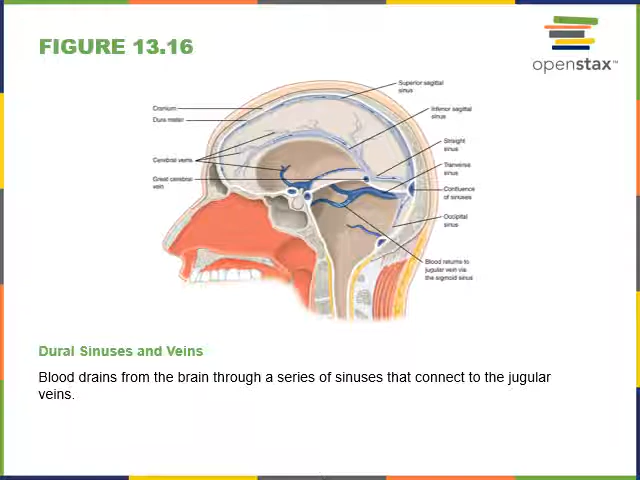 FIGURE 13.16
openstax™
Superior sagittal
sinus
Cranium
Dura mater
Inferior sagittal
sinus
Straight
sinus
Cerebral veins
Tranverse
sinus
Great cerebral
vein
Confluence
of sinuses
Occipital
sinus
Blood returns to
jugular vein via
the sigmoid sinus
Dural Sinuses and Veins
Blood drains from the brain through a series of sinuses that connect to the jugular
veins.